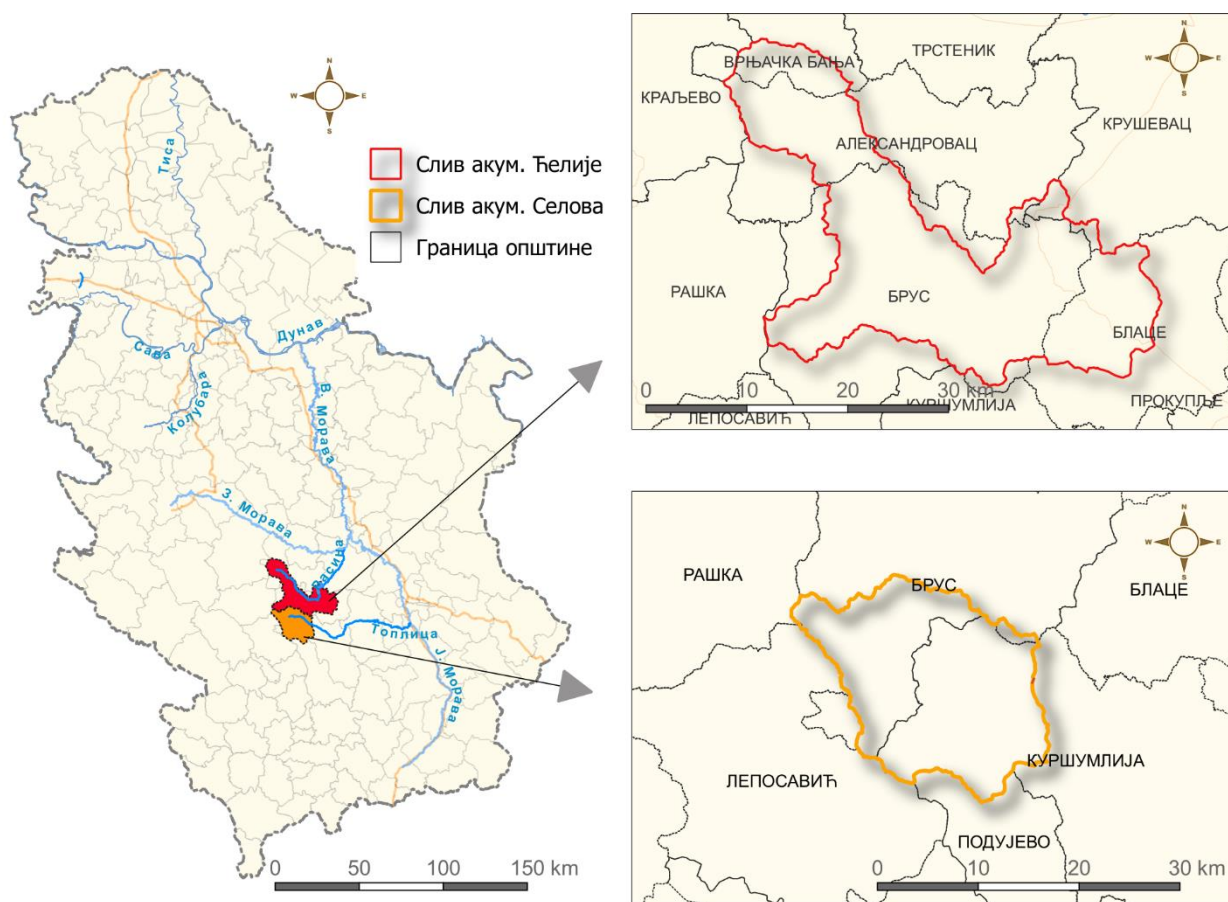 N
W E
S
Тиса
Слив акум. Ћелије
Слив акум. Селова
Граница општине
Дунав
Сава
Колубара
В. Морава
З. Морава
Расина
Топлица
Ј. Морава
0 50 100 150 km
N
W E
S
ТРСТЕНИК
ВРЊАЧКА БАЊА
КРАЉЕВО
КРУШЕВАЦ
АЛЕКСАНДРОВАЦ
РАШКА
БРУС
БЛАЦЕ
0 10 20 30 km
ЛЕПОСАВИЋ
КУРШУМЛИЈА
ПРОКУПЉЕ
N
W E
S
РАШКА
БРУС
БЛАЦЕ
ЛЕПОСАВИЋ
КУРШУМЛИЈА
ПОДУЈЕВО
0 10 20 30 km